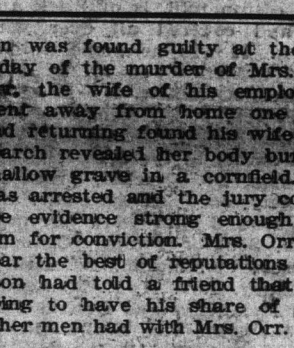 n was found guilty at the
day of the murder of Mrs.
r. the wife of his emplo
ent away from home one
d returning found his wife
arch revealed her body bur
allow grave in a cornfield.
as arrested and the jury co
e evidence strong enough
m for conviction. Mrs. Orr
ar the best of reputations
on had told a friend that
ing to have his share of
her men had with Mrs. Orr.